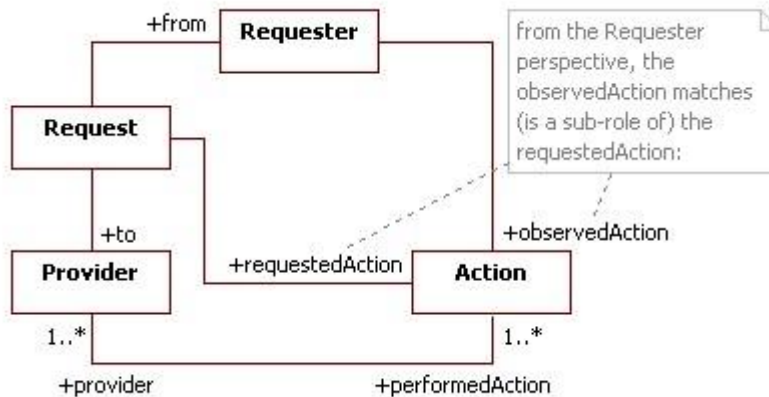 +from
Requester
from the Requester
perspective, the
observedAction matches
(is a sub-role of) the
requestedAction:
Request
+to
+observedAction
+requestedAction
Provider
Action
1..*
1..*
+provider
+performedAction